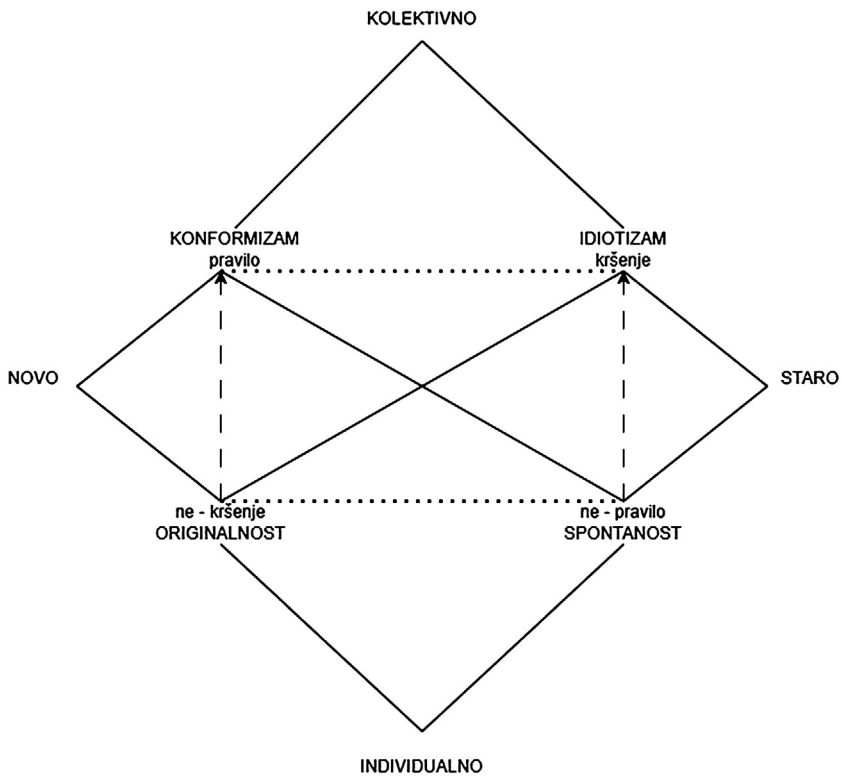 KOLEKTIVNO
KONFORMIZAM
pravilo
IDIOTIZAM
kršenje
NOVO
STARO
ne - kršenje
ORIGINALNOST
ne - pravilo
SPONTANOST
INDIVIDUALNO